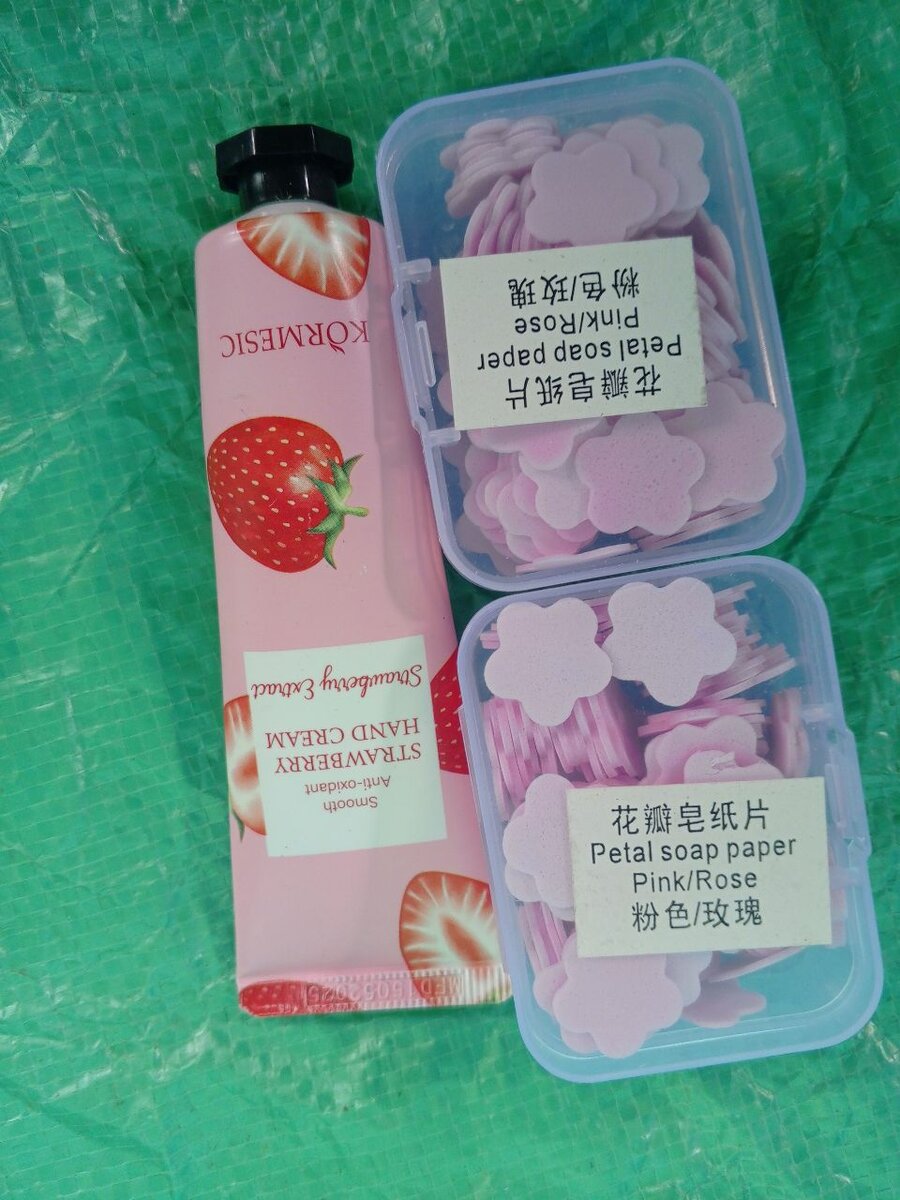 KORMESIC
Strawberry Extract
STRAWBERRY
HAND CREAM
Anti-oxidant
Smooth
花瓣皂纸片
Petal soap paper
Pink/Rose
粉色/玫瑰
花瓣皂纸片
Petal soap paper
Pink/Rose
粉色/玫瑰